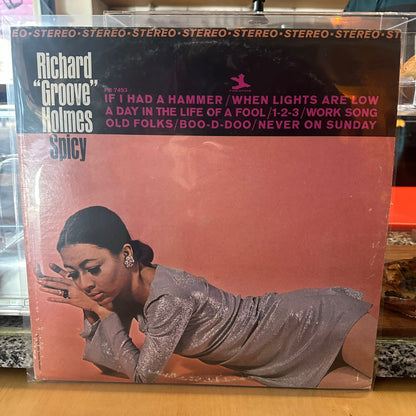 STEREO•STEREO•STEREO•STEREO•STEREO•STEREO•STEREO
Richard
"Groove"
Holmes
Spicy
PR 7493
IF I HAD A HAMMER/WHEN LIGHTS ARE LOW
A DAY IN THE LIFE OF A FOOL/1-2-3/WORK SONG
OLD FOLKS/BOO-D-DOO/NEVER ON SUNDAY